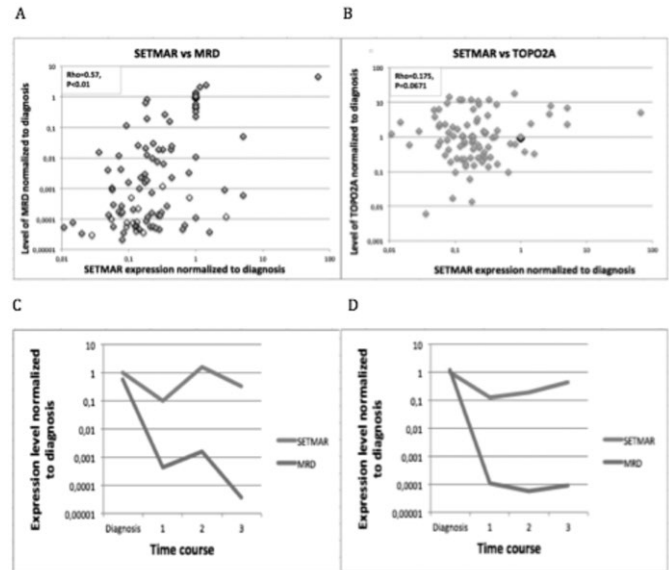 A
SETMAR vs MRD
Rho=0.57,
P<0.01
Level of MRD normalized to diagnosis
10
1
0,1
0,01
0,001
0,0001
0,00001
0,01
0,1
1
10
100
SETMAR expression normalized to diagnosis
B
SETMAR vs TOPO2A
Rho=0.175,
P=0.0671
Level of TOPO2A normalized to diagnosis
100
10
1
0,1
0,01
0,001
0,01
0,1
1
10
100
SETMAR expression normalized to diagnosis
C
Expression level normalized
to diagnosis
10
1
0,1
0,01
0,001
0,0001
0,00001
Diagnosis
1
2
3
Time course
SETMAR
MRD
D
Expression level normalized
to diagnosis
10
1
0,1
0,01
0,001
0,0001
0,00001
Diagnosis
1
2
3
Time course
SETMAR
MRD